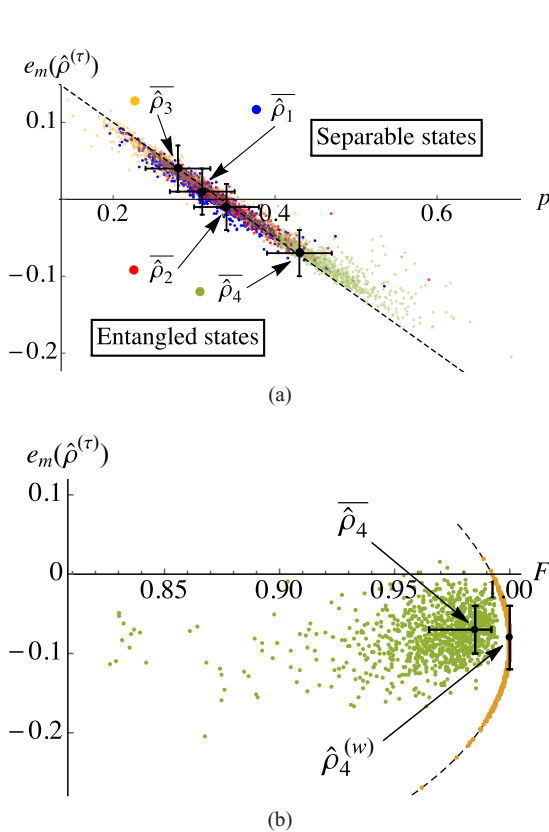 e_m(ρ̂^(τ))
ρ̂₃
ρ̂₁
0.1
Separable states
p
0.2
0.4
0.6
ρ̂₂
−0.1
ρ̂₄
Entangled states
−0.2
(a)
e_m(ρ̂^(τ))
0.1
ρ̂₄
0
F
0.85
0.90
0.95
1.00
−0.1
−0.2
ρ̂₄^(w)
(b)